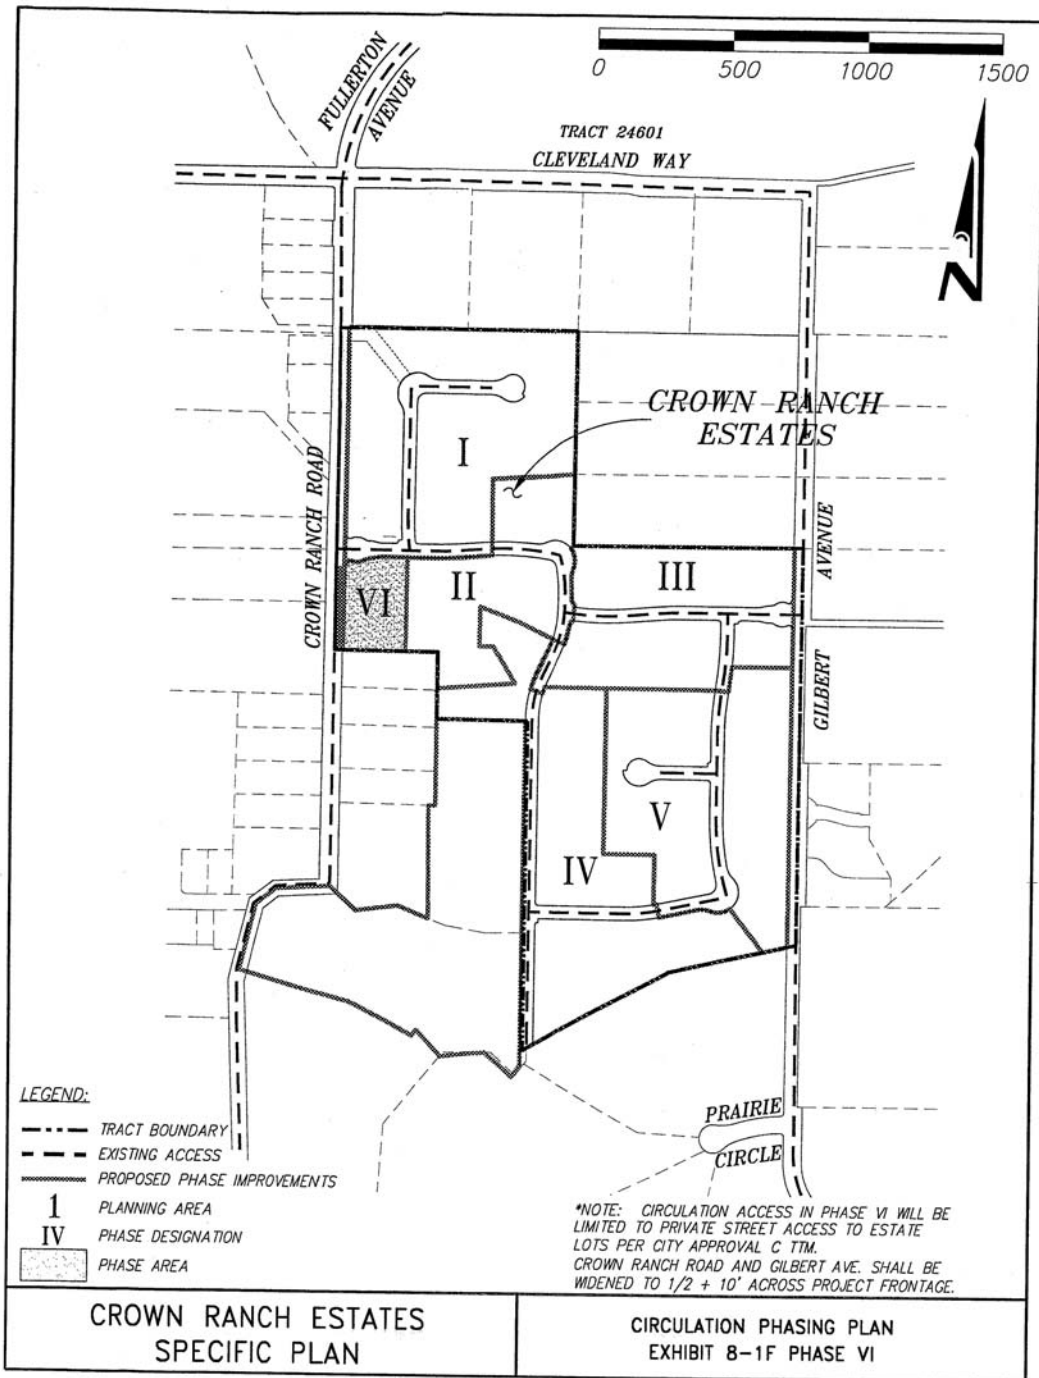 0 500 1000 1500
FULLERTON
AVENUE
TRACT 24601
CLEVELAND WAY
N
CROWN RANCH
ESTATES
I
CROWN RANCH ROAD
AVENUE
III
II
VI
GILBERT
V
IV
PRAIRIE
CIRCLE
LEGEND:
TRACT BOUNDARY
EXISTING ACCESS
PROPOSED PHASE IMPROVEMENTS
1 PLANNING AREA
IV PHASE DESIGNATION
PHASE AREA
*NOTE: CIRCULATION ACCESS IN PHASE VI WILL BE
LIMITED TO PRIVATE STREET ACCESS TO ESTATE
LOTS PER CITY APPROVAL C TTM.
CROWN RANCH ROAD AND GILBERT AVE. SHALL BE
WIDENED TO 1/2 + 10' ACROSS PROJECT FRONTAGE.
CROWN RANCH ESTATES
SPECIFIC PLAN
CIRCULATION PHASING PLAN
EXHIBIT 8-1F PHASE VI